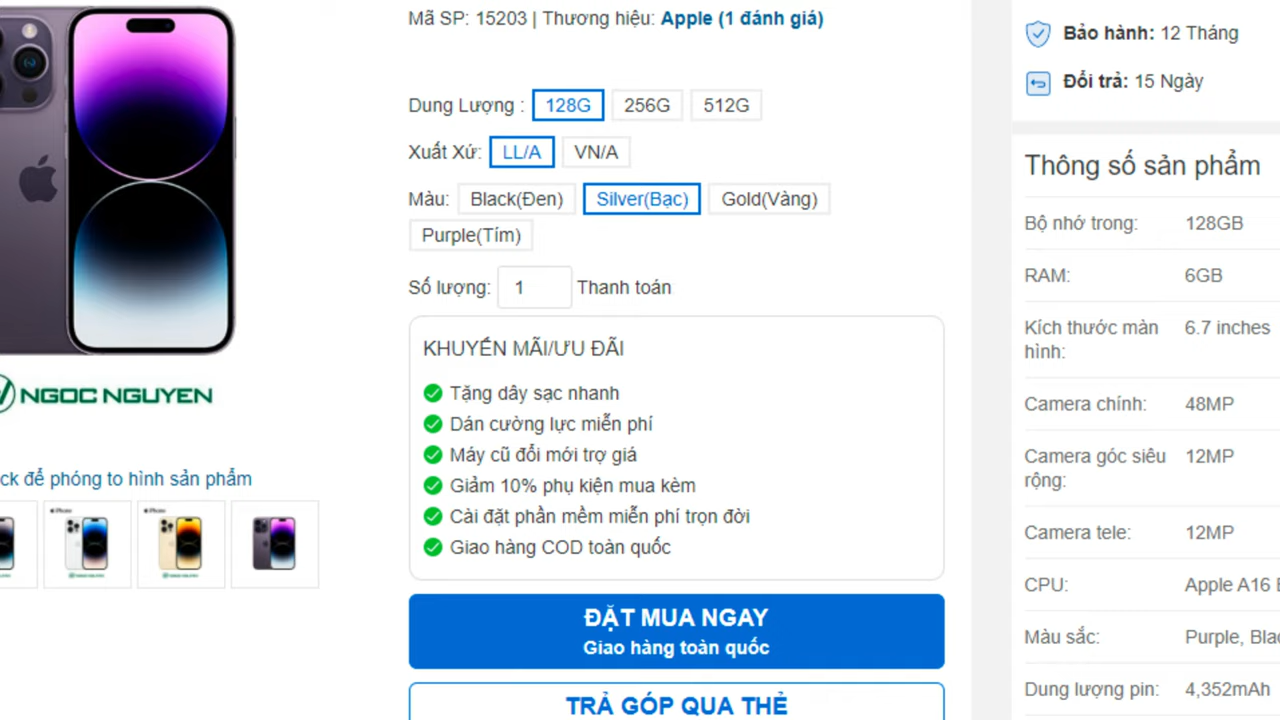 Mã SP: 15203 | Thương hiệu: Apple (1 đánh giá)
Dung Lượng : 128G 256G 512G
Xuất Xứ: LL/A VN/A
Màu: Black(Đen) Silver(Bạc) Gold(Vàng)
Purple(Tím)
Số lượng: 1 Thanh toán
KHUYẾN MÃI/ƯU ĐÃI
Tặng dây sạc nhanh
Dán cường lực miễn phí
Máy cũ đổi mới trợ giá
Giảm 10% phụ kiện mua kèm
Cài đặt phần mềm miễn phí trọn đời
Giao hàng COD toàn quốc
ĐẶT MUA NGAY
Giao hàng toàn quốc
TRẢ GÓP QUA THẺ
NGOC NGUYEN
ck để phóng to hình sản phẩm
Bảo hành: 12 Tháng
Đổi trả: 15 Ngày
Thông số sản phẩm
Bộ nhớ trong: 128GB
RAM: 6GB
Kích thước màn 6.7 inches
hình:
Camera chính: 48MP
Camera góc siêu 12MP
rộng:
Camera tele: 12MP
CPU: Apple A16
Màu sắc: Purple,
Dung lượng pin: 4,352mAh